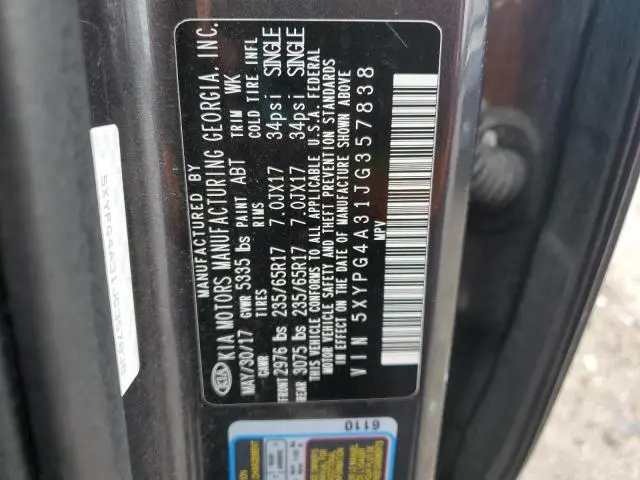 MANUFACTURED BY
KIA KIA MOTORS MANUFACTURING GEORGIA, INC.
MAY/30/17 GVWR 5335 lbs PAINT ABT TRIM WK
GAWR TIRES RIMS COLD TIRE INFL
FRONT 2976 lbs 235/65R17 7.0JX17 34psi SINGLE
REAR 3075 lbs 235/65R17 7.0JX17 34psi SINGLE
THIS VEHICLE CONFORMS TO ALL APPLICABLE U.S.A. FEDERAL
MOTOR VEHICLE SAFETY AND THEFT PREVENTION STANDARDS
IN EFFECT ON THE DATE OF MANUFACTURE SHOWN ABOVE
VIN 5XYPG4A31JG357838
MPV
5XYPG4A31JG357838
6110